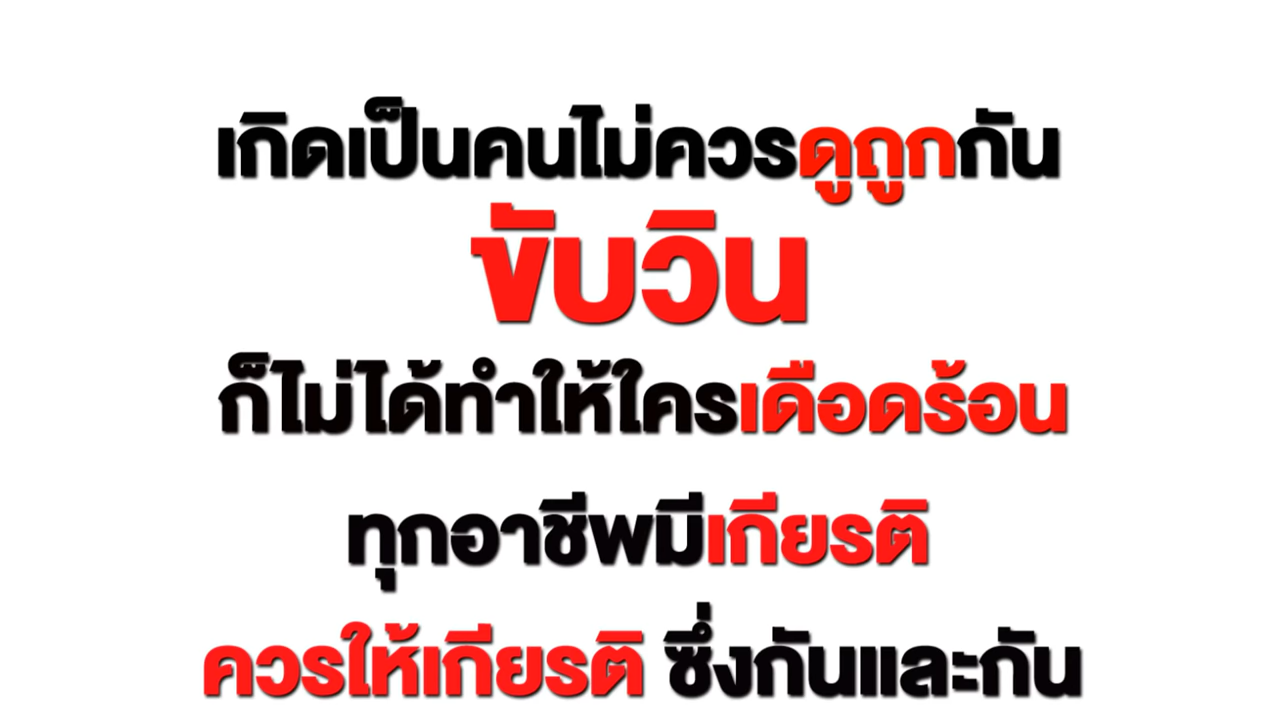 เกิดเป็นคนไม่ควรดูถูกกัน
ขับวิน
ก็ไม่ได้ทำให้ใครเดือดร้อน
ทุกอาชีพมีเกียรติ
ควรให้เกียรติ ซึ่งกันและกัน